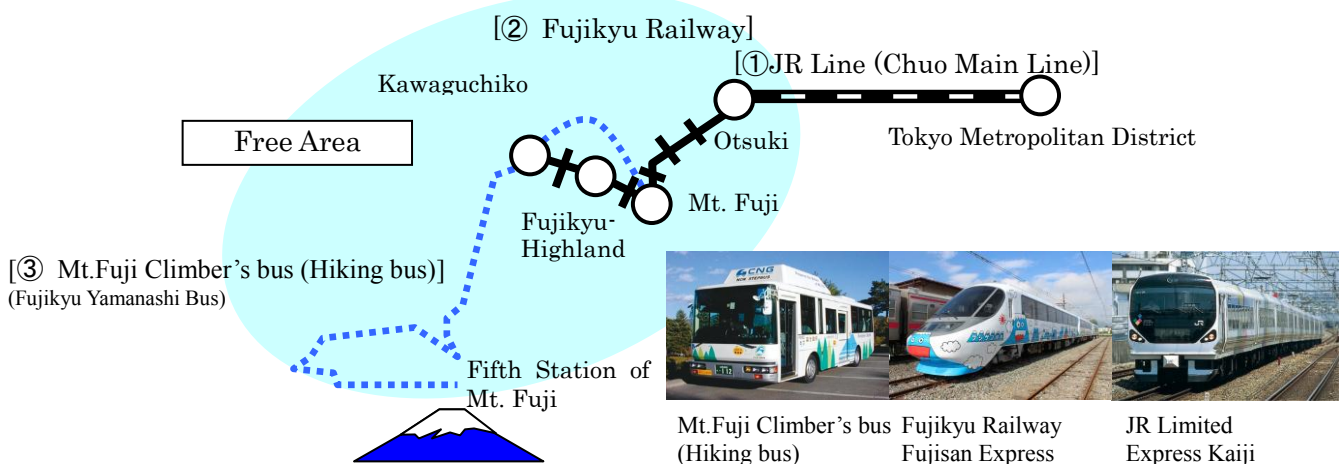 [② Fujikyu Railway]
[①JR Line (Chuo Main Line)]
Kawaguchiko
Free Area
Otsuki
Tokyo Metropolitan District
Mt. Fuji
Fujikyu-
Highland
[③ Mt.Fuji Climber's bus (Hiking bus)]
(Fujikyu Yamanashi Bus)
Fifth Station of
Mt. Fuji
CNG
Mt.Fuji Climber's bus
(Hiking bus)
Fujikyu Railway
Fujisan Express
JR Limited
Express Kaiji